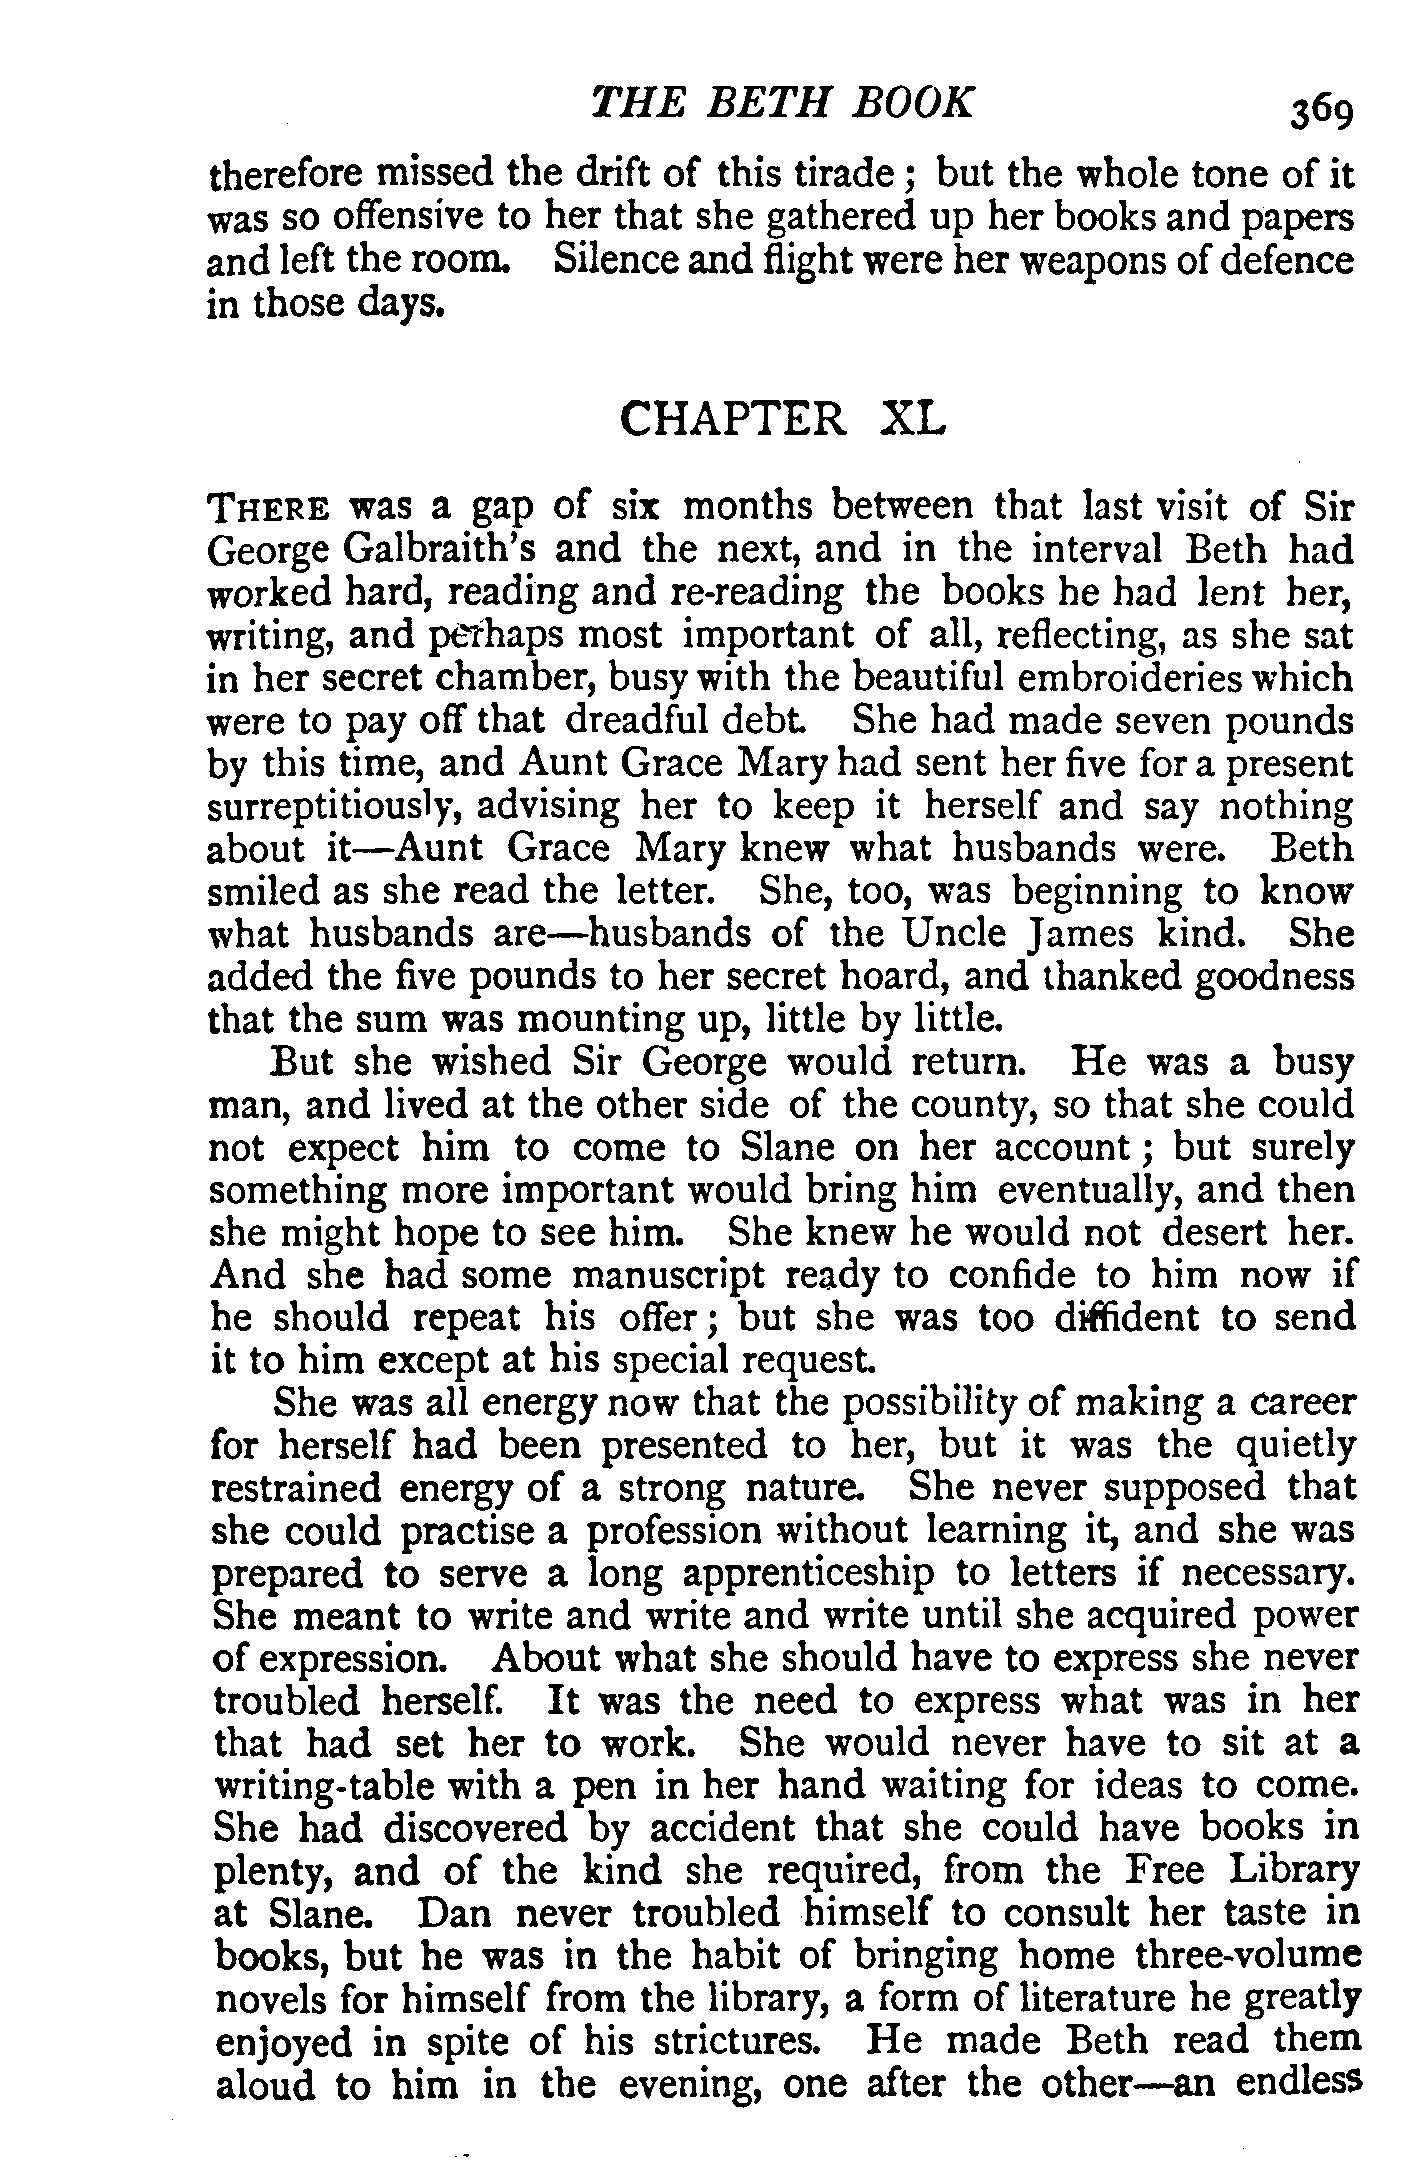 THE BETH BOOK 369
therefore missed the drift of this tirade; but the whole tone of it
was so offensive to her that she gathered up her books and papers
and left the room. Silence and flight were her weapons of defence
in those days.
CHAPTER XL
THERE was a gap of six months between that last visit of Sir
George Galbraith's and the next, and in the interval Beth had
worked hard, reading and re-reading the books he had lent her,
writing, and perhaps most important of all, reflecting, as she sat
in her secret chamber, busy with the beautiful embroideries which
were to pay off that dreadful debt. She had made seven pounds
by this time, and Aunt Grace Mary had sent her five for a present
surreptitiously, advising her to keep it herself and say nothing
about it—Aunt Grace Mary knew what husbands were. Beth
smiled as she read the letter. She, too, was beginning to know
what husbands are—husbands of the Uncle James kind. She
added the five pounds to her secret hoard, and thanked goodness
that the sum was mounting up, little by little.
But she wished Sir George would return. He was a busy
man, and lived at the other side of the county, so that she could
not expect him to come to Slane on her account; but surely
something more important would bring him eventually, and then
she might hope to see him. She knew he would not desert her.
And she had some manuscript ready to confide to him now if
he should repeat his offer; but she was too diffident to send
it to him except at his special request.
She was all energy now that the possibility of making a career
for herself had been presented to her, but it was the quietly
restrained energy of a strong nature. She never supposed that
she could practise a profession without learning it, and she was
prepared to serve a long apprenticeship to letters if necessary.
She meant to write and write and write until she acquired power
of expression. About what she should have to express she never
troubled herself. It was the need to express what was in her
that had set her to work. She would never have to sit at a
writing-table with a pen in her hand waiting for ideas to come.
She had discovered by accident that she could have books in
plenty, and of the kind she required, from the Free Library
at Slane. Dan never troubled himself to consult her taste in
books, but he was in the habit of bringing home three-volume
novels for himself from the library, a form of literature he greatly
enjoyed in spite of his strictures. He made Beth read them
aloud to him in the evening, one after the other—an endless